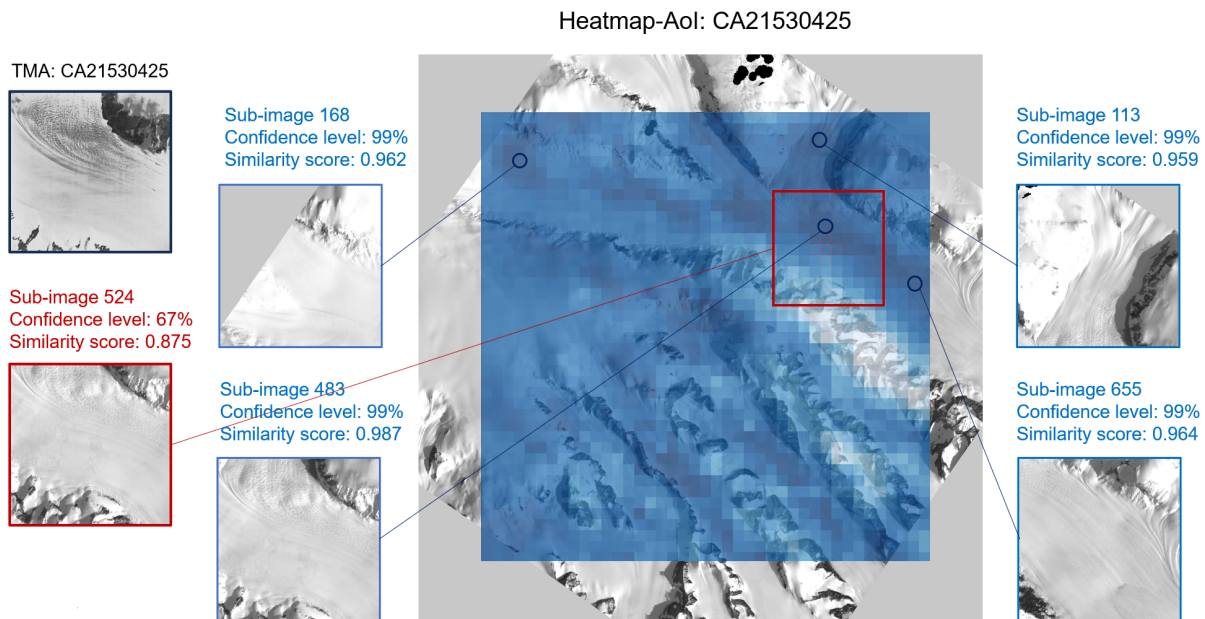 Heatmap-AoI: CA21530425
TMA: CA21530425
Sub-image 168
Confidence level: 99%
Similarity score: 0.962
Sub-image 113
Confidence level: 99%
Similarity score: 0.959
Sub-image 524
Confidence level: 67%
Similarity score: 0.875
Sub-image 483
Confidence level: 99%
Similarity score: 0.987
Sub-image 655
Confidence level: 99%
Similarity score: 0.964